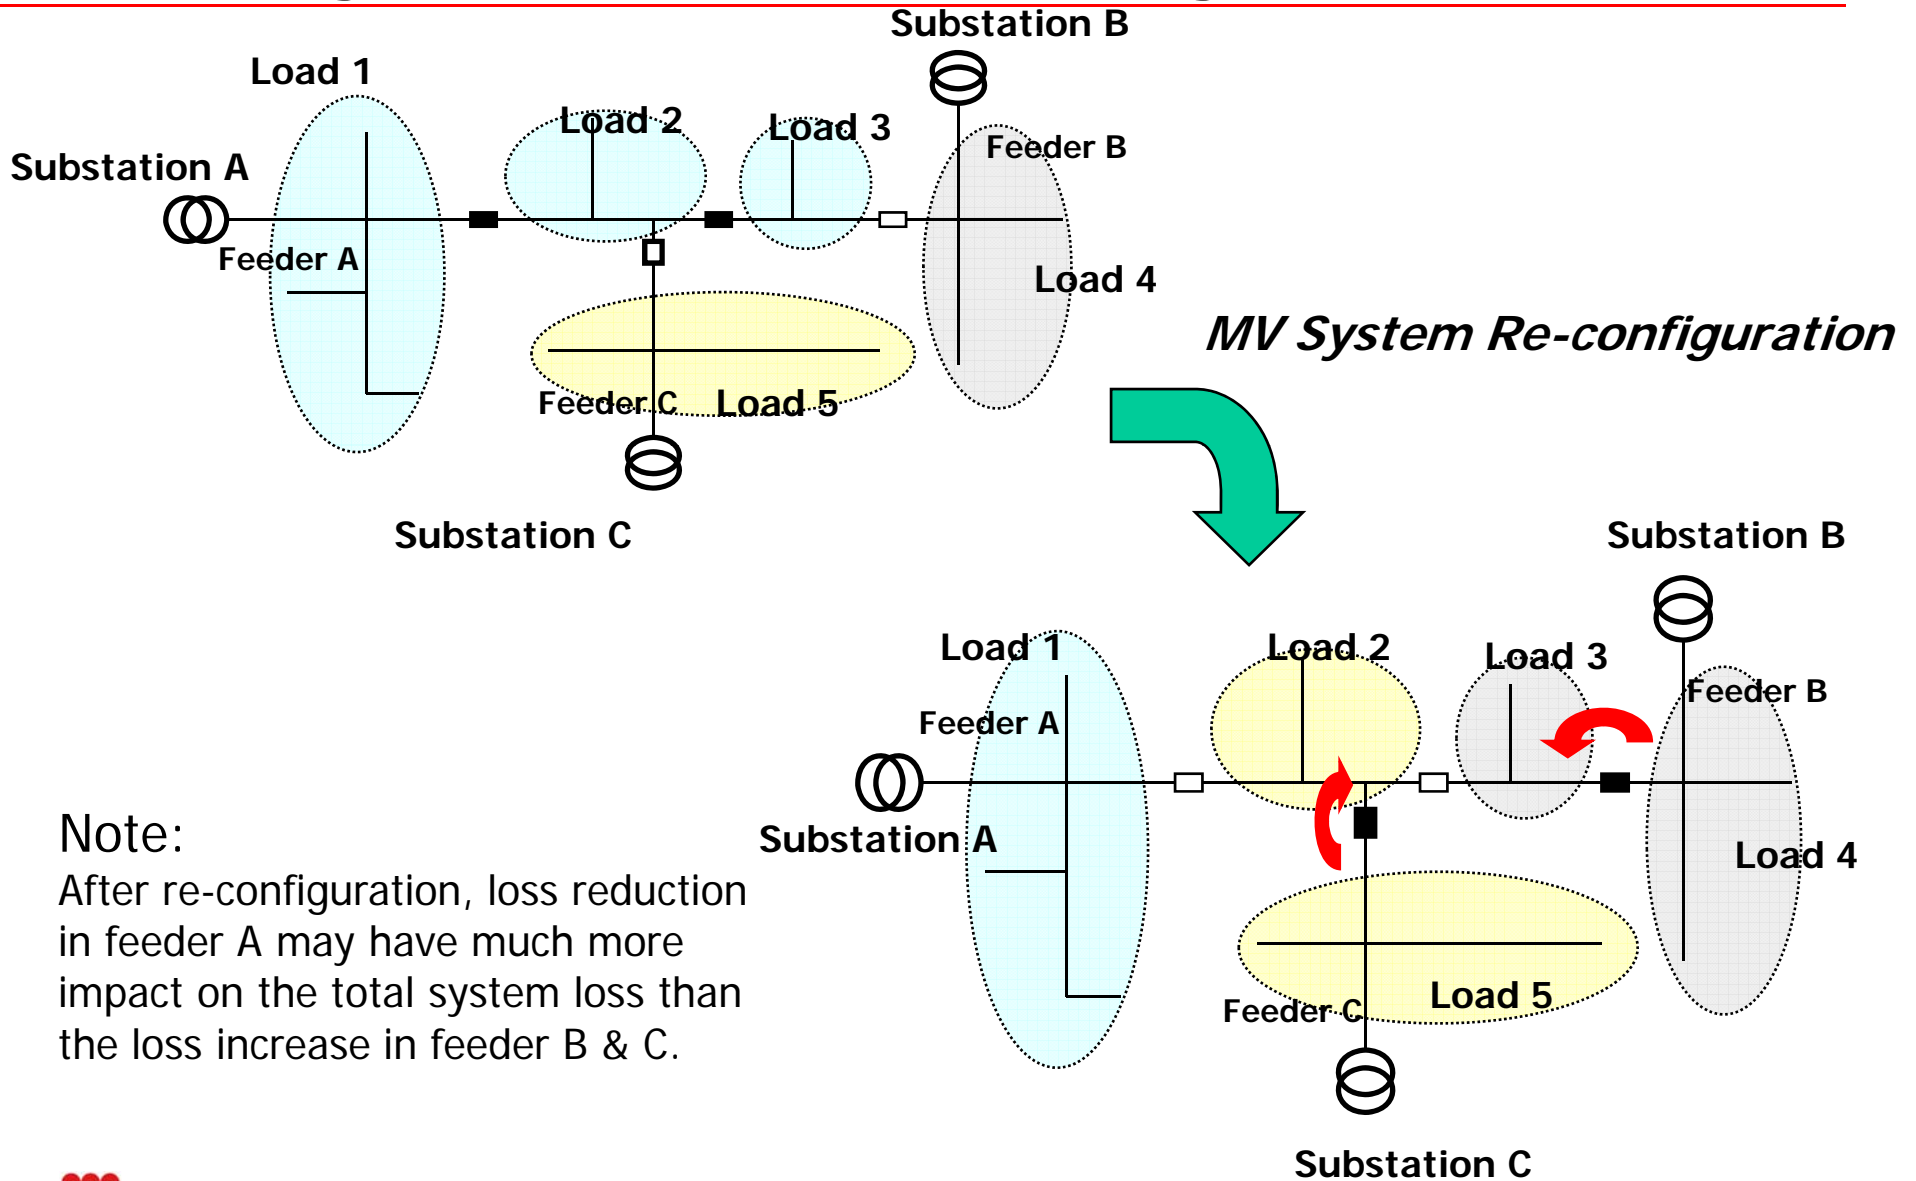 Substation B
Load 1
Load 2
Load 3
Feeder B
Substation A
Feeder A
Load 4
MV System Re-configuration
Feeder C
Load 5
Substation C
Substation B
Load 1
Load 2
Load 3
Feeder B
Feeder A
Substation A
Load 4
Note:
After re-configuration, loss reduction
in feeder A may have much more
impact on the total system loss than
the loss increase in feeder B & C.
Load 5
Feeder C
Substation C